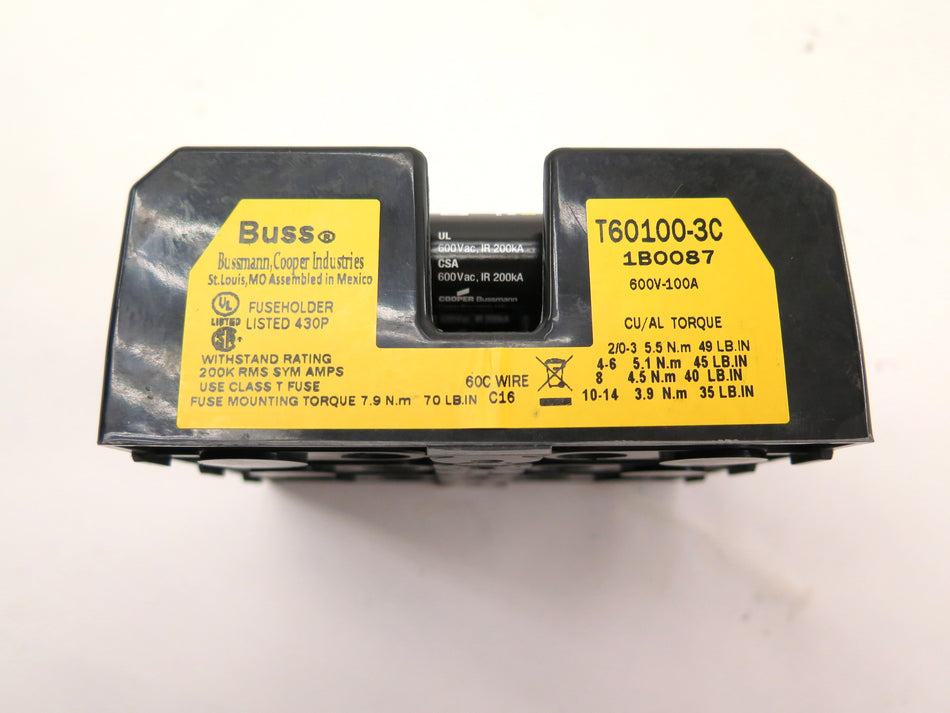 Buss®
Bussmann, Cooper Industries
St. Louis, MO Assembled in Mexico
UL
LISTED
FUSEHOLDER
LISTED 430P
SA
WITHSTAND RATING
200K RMS SYM AMPS
USE CLASS T FUSE
FUSE MOUNTING TORQUE 7.9 N.m 70 LB.IN
60C WIRE
C16
UL
600Vac, IR 200kA
CSA
600Vac, IR 200kA
COOPER Bussmann
T60100-3C
1B0087
600V-100A
CU/AL TORQUE
2/0-3 5.5 N.m 49 LB.IN
4-6 5.1 N.m 45 LB.IN
8 4.5 N.m 40 LB.IN
10-14 3.9 N.m 35 LB.IN